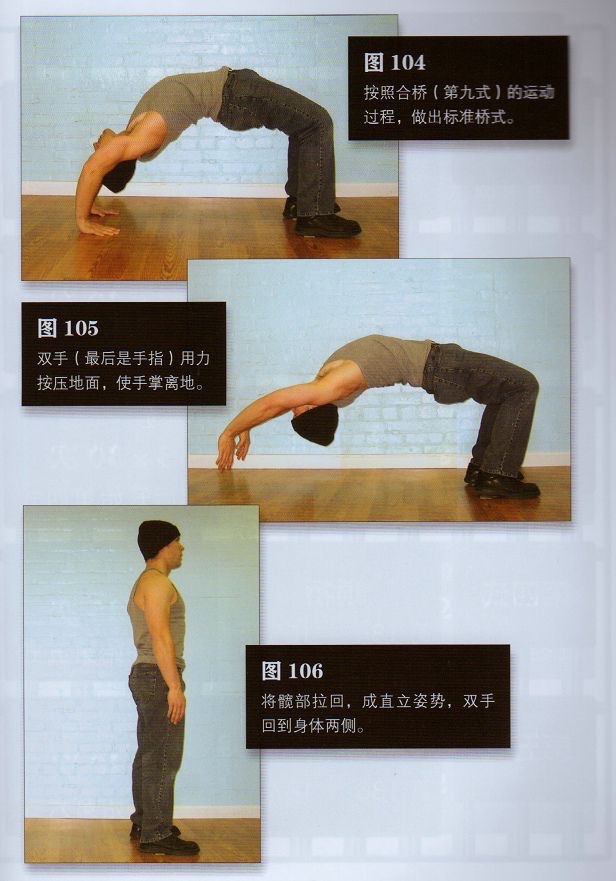 图 104
按照合桥（第九式）的运动
过程，做出标准桥式。
图 105
双手（最后是手指）用力
按压地面，使手掌离地。
图 106
将髋部拉回，成直立姿势，双手
回到身体两侧。